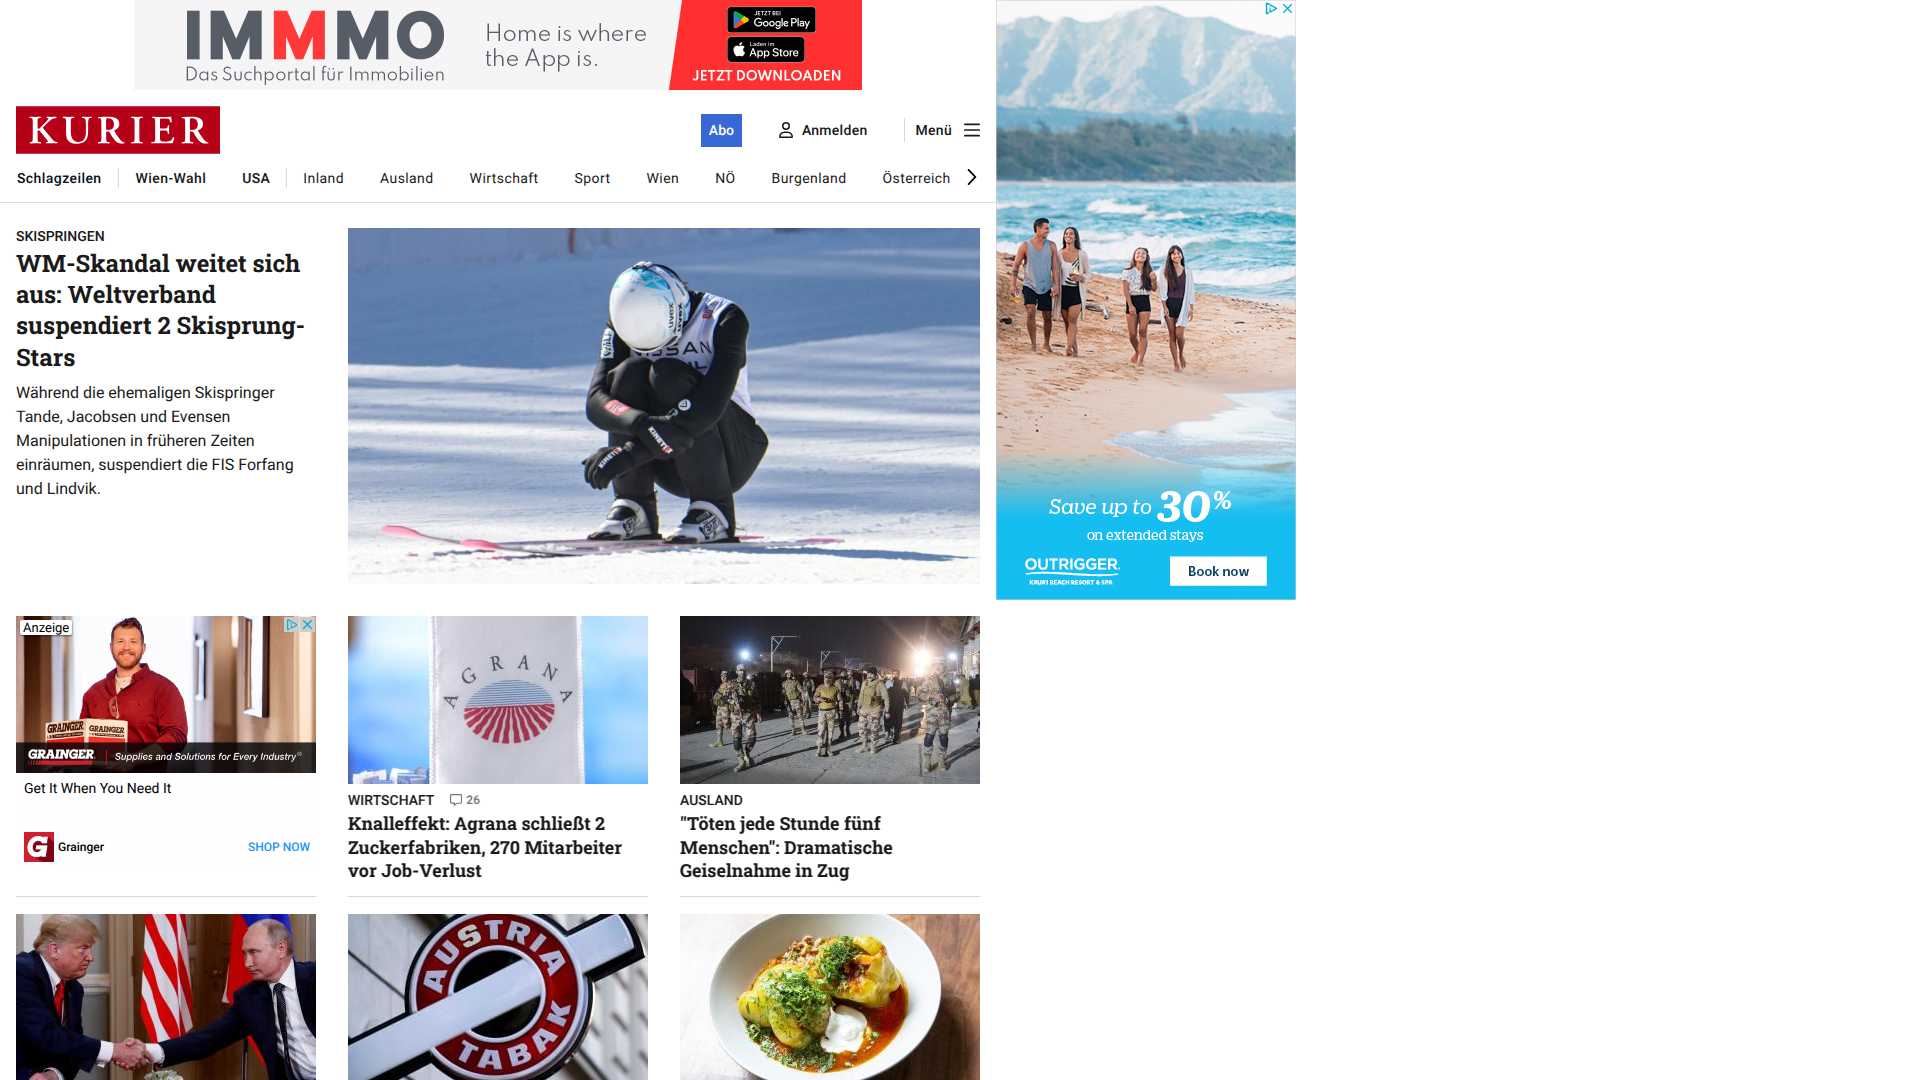 IMMMO
Das Suchportal für Immobilien
Home is where
the App is.
JETZT BEI
Google Play
Laden im
App Store
JETZT DOWNLOADEN
KURIER
Abo
Anmelden
Menü
Schlagzeilen
Wien-Wahl
USA
Inland
Ausland
Wirtschaft
Sport
Wien
NÖ
Burgenland
Österreich
SKISPRINGEN
WM-Skandal weitet sich
aus: Weltverband
suspendiert 2 Skisprung-
Stars
Während die ehemaligen Skispringer
Tande, Jacobsen und Evensen
Manipulationen in früheren Zeiten
einräumen, suspendiert die FIS Forfang
und Lindvik.
uvex
NISSAN
KINETIXX
Save up to 30%
on extended stays
OUTRIGGER
Book now
Anzeige
GRAINGER
GRAINGER
GRAINGER
Supplies and Solutions for Every Industry®
Get It When You Need It
G
Grainger
SHOP NOW
AGRANA
WIRTSCHAFT
26
Knalleffekt: Agrana schließt 2
Zuckerfabriken, 270 Mitarbeiter
vor Job-Verlust
AUSLAND
"Töten jede Stunde fünf
Menschen": Dramatische
Geiselnahme in Zug
AUSTRIA
TABAK